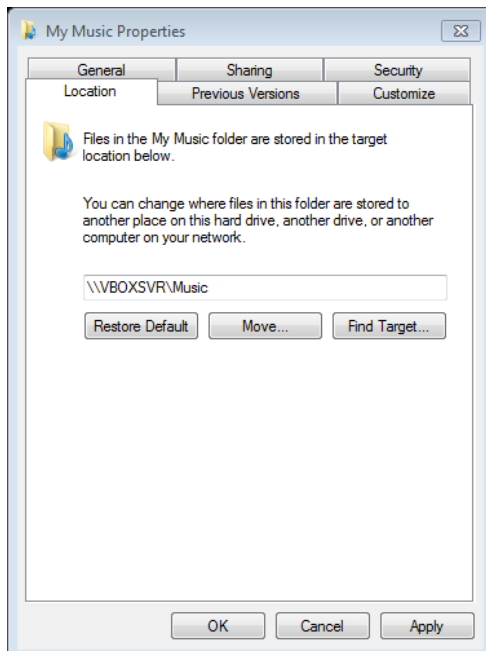 My Music Properties
General Sharing Security
Location Previous Versions Customize
Files in the My Music folder are stored in the target
location below.
You can change where files in this folder are stored to
another place on this hard drive, another drive, or another
computer on your network.
\\VBOXSVR\Music
Restore Default Move... Find Target...
OK Cancel Apply